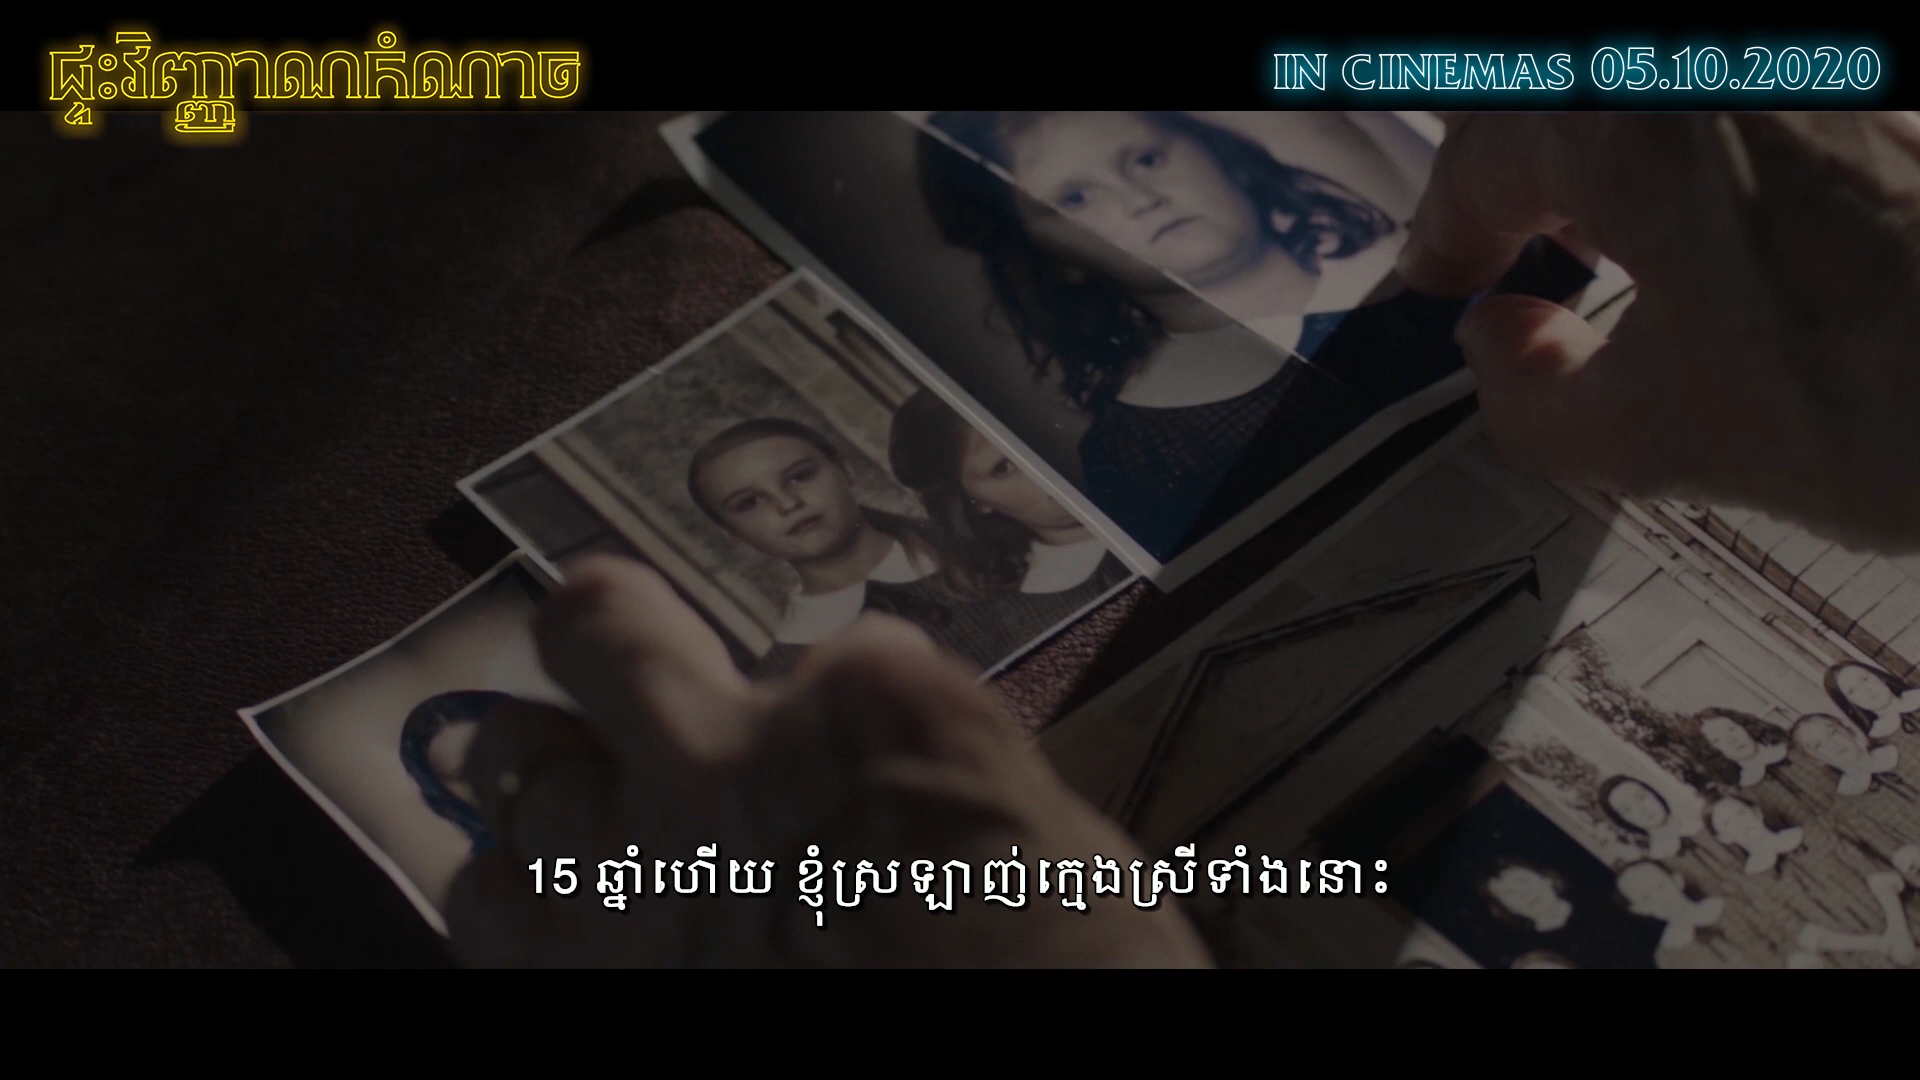 ផ្ទះវិញ្ញាណកំណាច
IN CINEMAS 05.10.2020
15 ឆ្នាំហើយ ខ្ញុំស្រឡាញ់ក្មេងស្រីទាំងនោះ